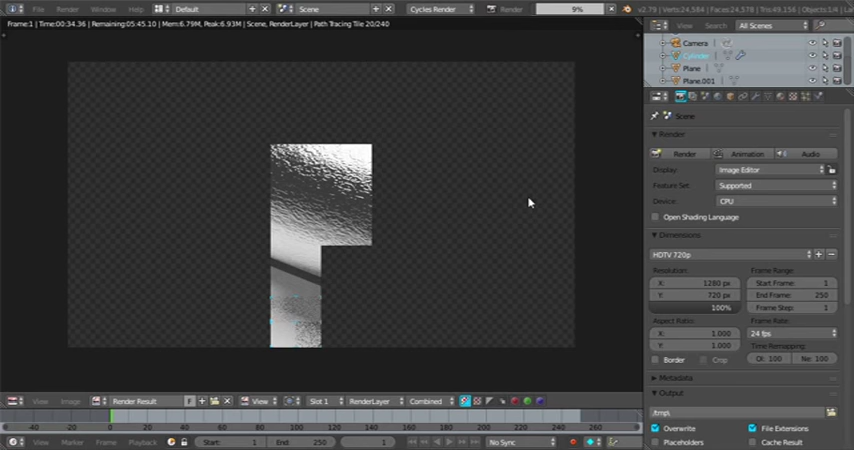 File Render Window Help Default Scene Cycles Render Render 9% v2.79 | Verts:24,584 | Faces:24,578 | Tris:49,156 | Objects:1/4
Frame:1 | Time:00:34.36 | Remaining:05:45.10 | Mem:6.79M, Peak:6.93M | Scene, RenderLayer | Path Tracing Tile 20/240
View Search All Scenes
Camera
Cylinder
Plane
Plane.001
Scene
Render
Render Animation Audio
Display: Image Editor
Feature Set: Supported
Device: CPU
Open Shading Language
Dimensions
HDTV 720p
Resolution: Frame Range:
X: 1280 px Start Frame: 1
Y: 720 px End Frame: 250
100% Frame Step: 1
Aspect Ratio: Frame Rate:
X: 1.000 24 fps
Y: 1.000 Time Remapping:
Border Crop Ol: 100 Ne: 100
Metadata
Output
/tmp\
Overwrite File Extensions
Placeholders Cache Result
View Image Render Result F View Slot 1 RenderLayer Combined
-40 -20 0 20 40 60 80 100 120 140 160 180 200 220 240 260
View Marker Frame Playback Start: 1 End: 250 1 No Sync